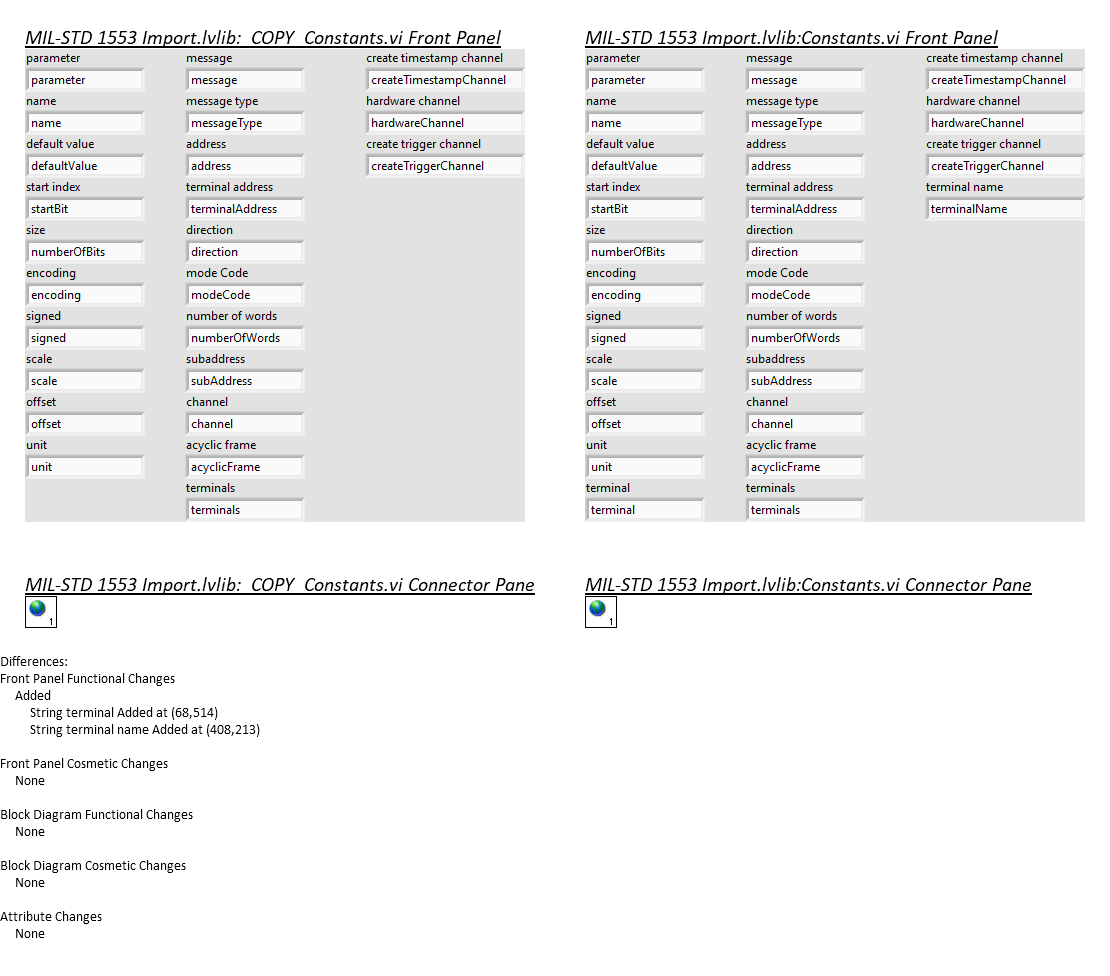 MIL-STD 1553 Import.lvlib:_COPY_Constants.vi Front Panel
parameter
parameter
name
name
default value
defaultValue
start index
startBit
size
numberOfBits
encoding
encoding
signed
signed
scale
scale
offset
offset
unit
unit
message
message
message type
messageType
address
address
terminal address
terminalAddress
direction
direction
mode Code
modeCode
number of words
numberOfWords
subaddress
subAddress
channel
channel
acyclic frame
acyclicFrame
terminals
terminals
create timestamp channel
createTimestampChannel
hardware channel
hardwareChannel
create trigger channel
createTriggerChannel
MIL-STD 1553 Import.lvlib:Constants.vi Front Panel
parameter
parameter
name
name
default value
defaultValue
start index
startBit
size
numberOfBits
encoding
encoding
signed
signed
scale
scale
offset
offset
unit
unit
terminal
terminal
message
message
message type
messageType
address
address
terminal address
terminalAddress
direction
direction
mode Code
modeCode
number of words
numberOfWords
subaddress
subAddress
channel
channel
acyclic frame
acyclicFrame
terminals
terminals
create timestamp channel
createTimestampChannel
hardware channel
hardwareChannel
create trigger channel
createTriggerChannel
terminal name
terminalName
MIL-STD 1553 Import.lvlib:_COPY_Constants.vi Connector Pane
1
MIL-STD 1553 Import.lvlib:Constants.vi Connector Pane
1
Differences:
Front Panel Functional Changes
Added
String terminal Added at (68,514)
String terminal name Added at (408,213)
Front Panel Cosmetic Changes
None
Block Diagram Functional Changes
None
Block Diagram Cosmetic Changes
None
Attribute Changes
None